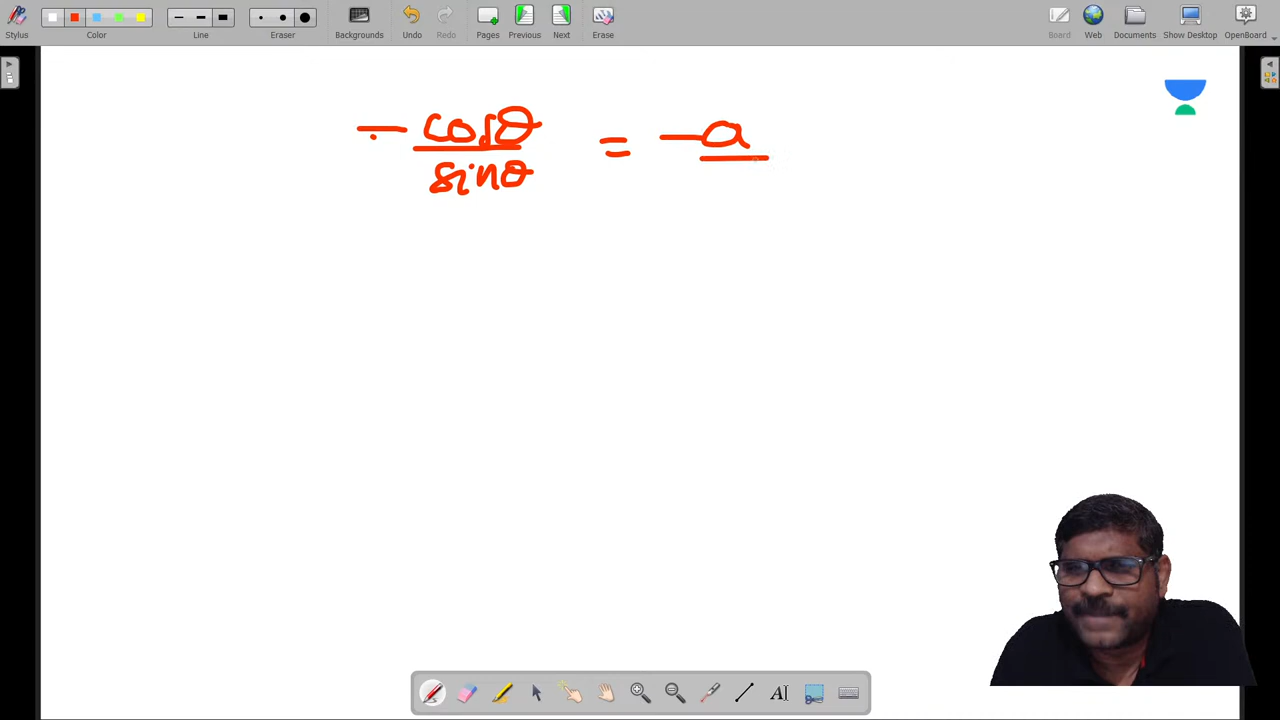 Stylus Color Line Eraser Backgrounds Undo Redo Pages Previous Next Erase Board Web Documents Show Desktop OpenBoard
- cosθ = -a
sinθ